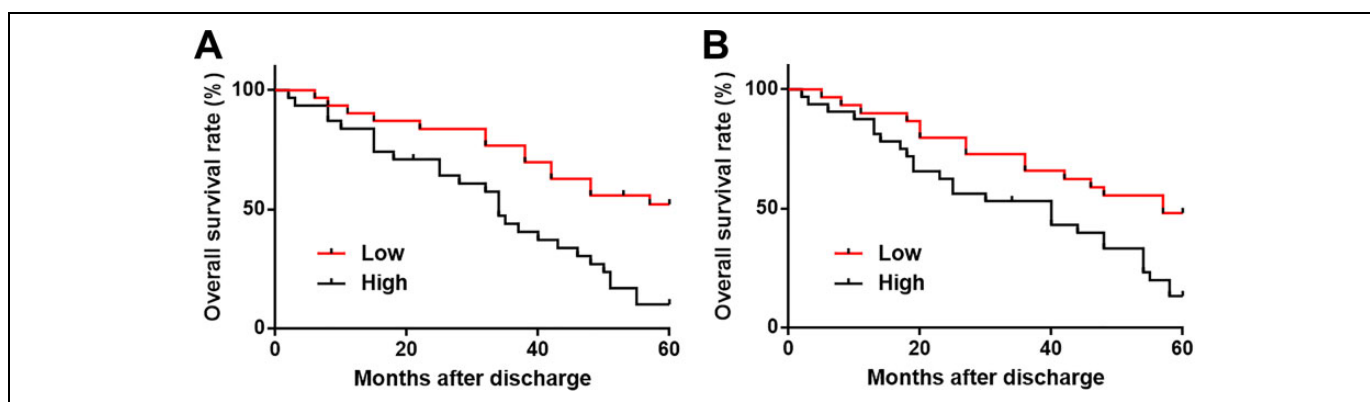 A
Overall survival rate (%)
100
50
0
Low
High
0 20 40 60
Months after discharge
B
Overall survival rate (%)
100
50
0
Low
High
0 20 40 60
Months after discharge